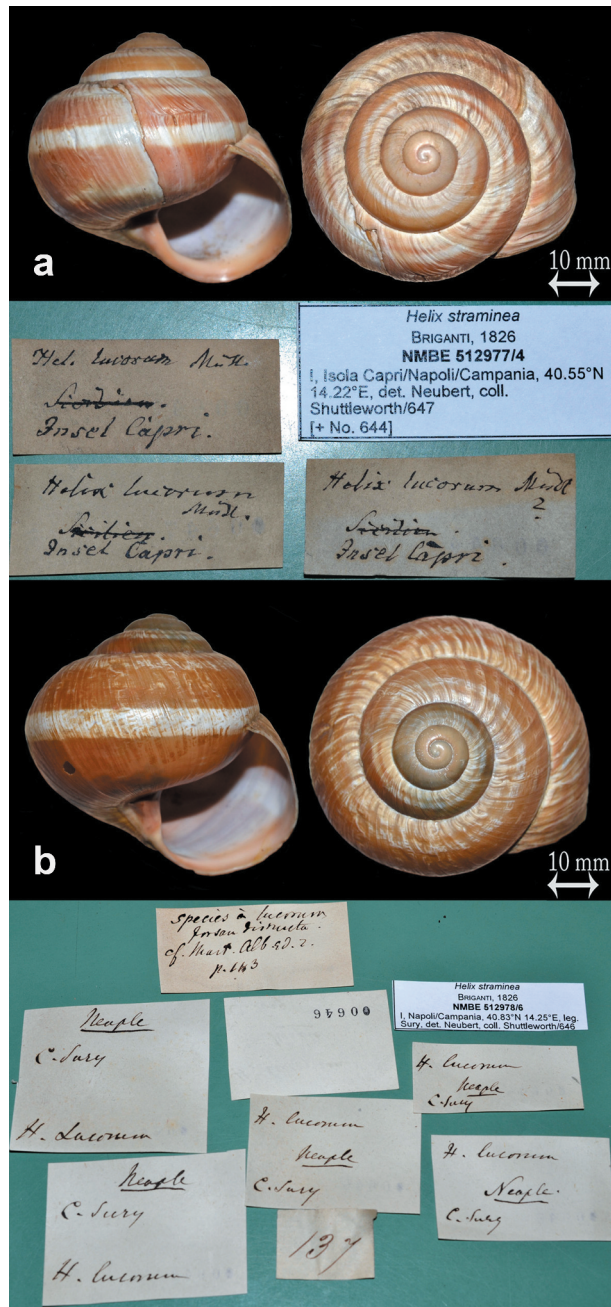 a
10 mm
Helix straminea
BRIGANTI, 1826
NMBE 512977/4
!, Isola Capri/Napoli/Campania, 40.55°N
14.22°E, det. Neubert, coll.
Shuttleworth/647
[+ No. 644]
Hel. lucorum Müll.
Sicilien.
Insel Capri.
Helix lucorum
Müll.
Sicilien.
Insel Capri.
Helix lucorum Müll
?
Sicilien.
Insel Capri.
b
10 mm
species a lucorum
forsan distincta.
cf. Mart. Alb. ed. 2.
p. 143
Helix straminea
BRIGANTI, 1826
NMBE 512978/6
I, Napoli/Campania, 40.83°N 14.25°E, leg.
Sury, det. Neubert, coll. Shuttleworth/646
00646
Neaple
C. Sury
H. Lucorum
H. lucorum
Neaple
C. Sury
H. lucorum
Neaple
C. Sury
H. lucorum
Neaple.
C. Sury
Neaple
C. Sury
H. lucorum
137